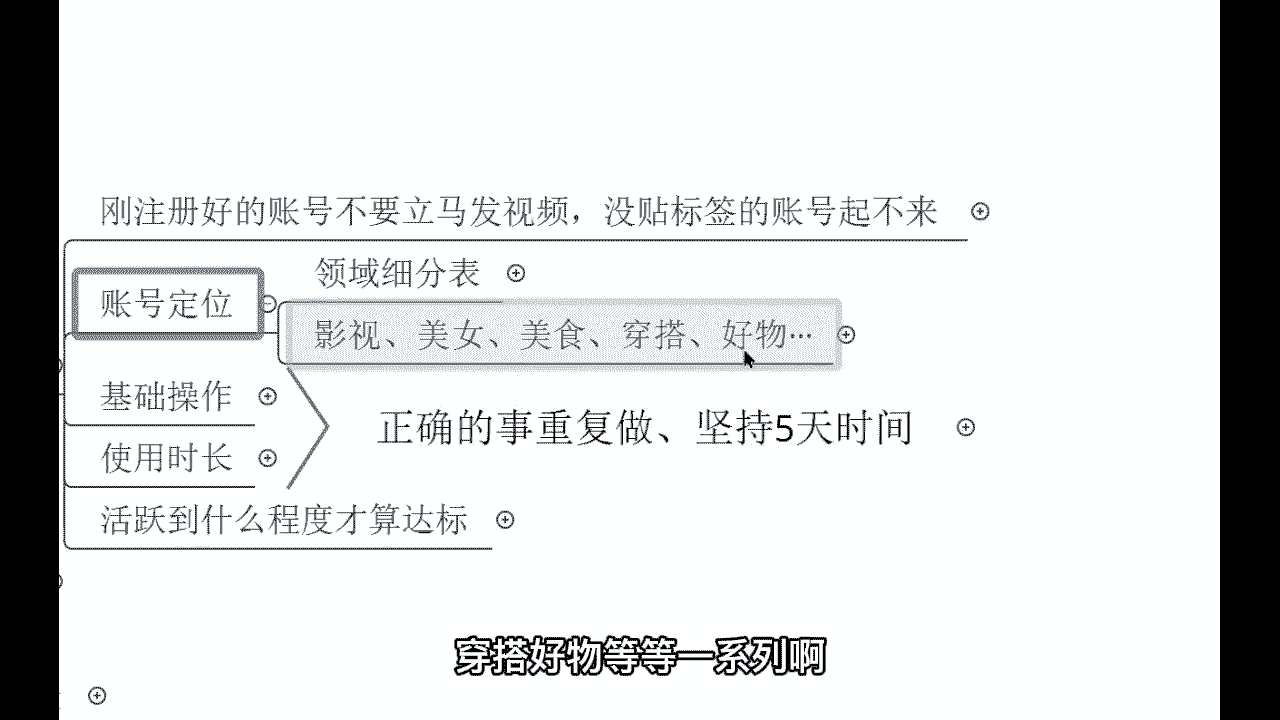 刚注册好的账号不要立马发视频，没贴标签的账号起不来
领域细分表
账号定位
影视、美女、美食、穿搭、好物…
基础操作
正确的事重复做、坚持5天时间
使用时长
活跃到什么程度才算达标
穿搭好物等等一系列啊